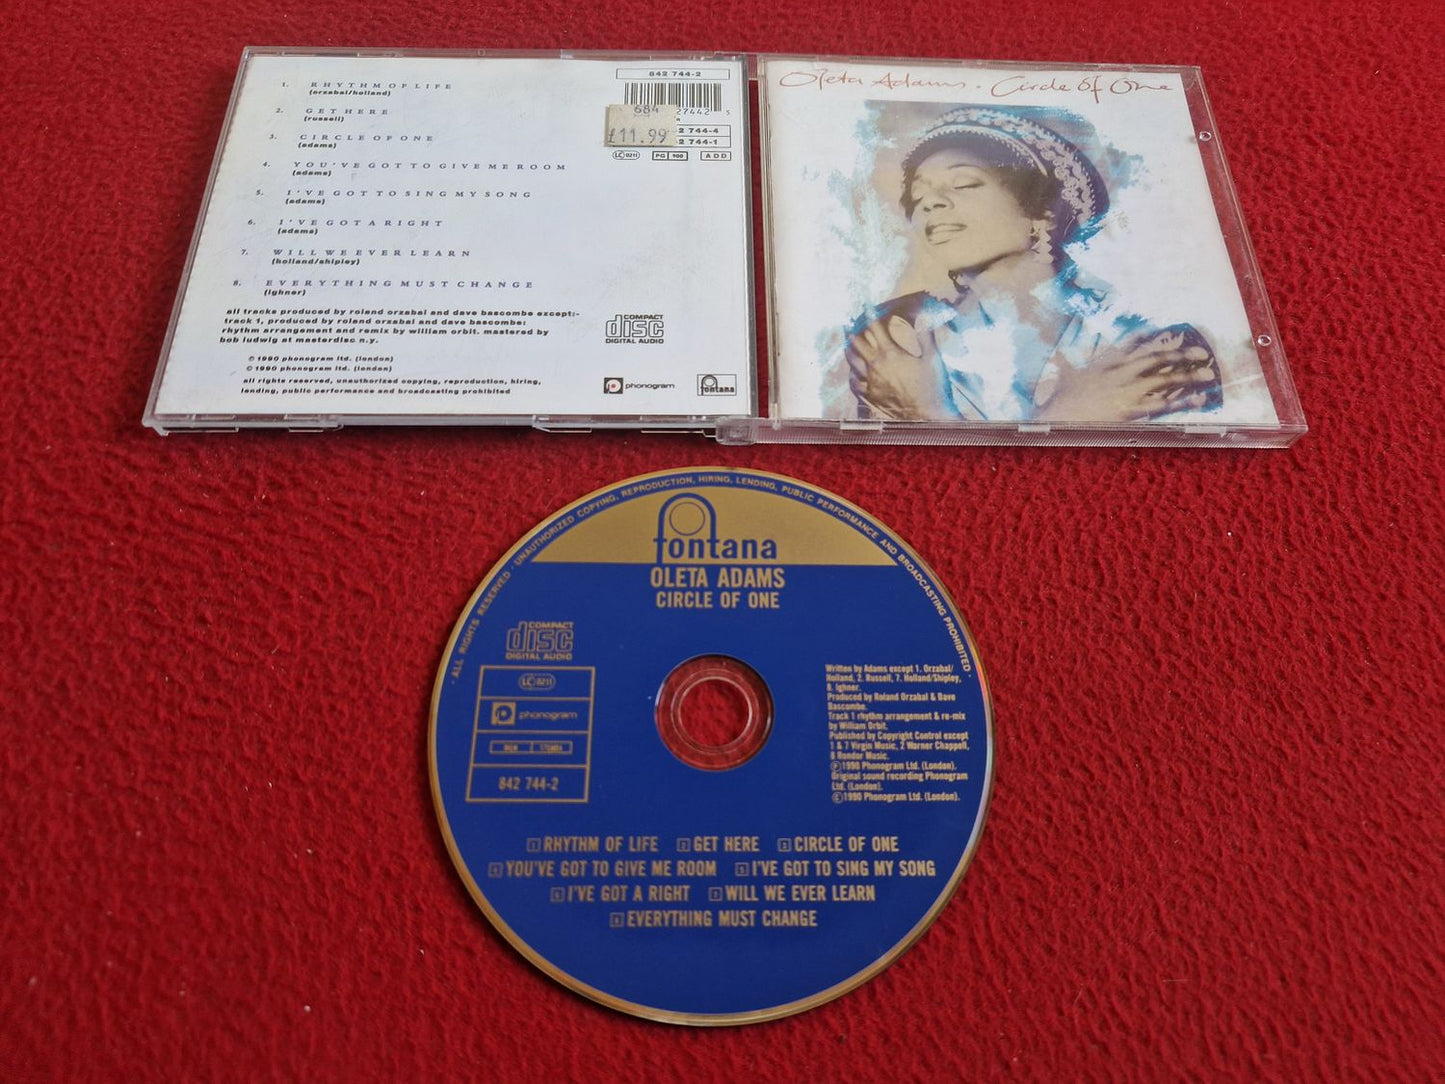 1. RHYTHM OF LIFE
(orzabal/holland)
2. GET HERE
(russell)
3. CIRCLE OF ONE
(adams)
4. YOU'VE GOT TO GIVE ME ROOM
(adams)
5. I'VE GOT TO SING MY SONG
(adams)
6. I'VE GOT A RIGHT
(adams)
7. WILL WE EVER LEARN
(holland/shipley)
8. EVERYTHING MUST CHANGE
(ighner)
all tracks produced by roland orzabal and dave bascombe except:-
track 1, produced by roland orzabal and dave bascombe:
rhythm arrangement and remix by william orbit. mastered by
bob ludwig at masterdisc n.y.
© 1990 phonogram ltd. (london)
℗ 1990 phonogram ltd. (london)
all rights reserved, unauthorized copying, reproduction, hiring,
lending, public performance and broadcasting prohibited
842 744-2
27442 5
684
£11.99
2 744-4
2 744-1
LC 0211 PG 900 ADD
COMPACT
disc
DIGITAL AUDIO
phonogram
fontana
Oleta Adams . Circle of One
· ALL RIGHTS RESERVED · UNAUTHORIZED COPYING, REPRODUCTION, HIRING, LENDING, PUBLIC PERFORMANCE AND BROADCASTING PROHIBITED ·
fontana
OLETA ADAMS
CIRCLE OF ONE
COMPACT
disc
DIGITAL AUDIO
LC 0211
phonogram
842 744-2
Written by Adams except 1. Orzabal/
Holland, 2. Russell, 7. Holland/Shipley,
8. Ighner.
Produced by Roland Orzabal & Dave
Bascombe.
Track 1 rhythm arrangement & re-mix
by William Orbit.
Published by Copyright Control except
1 & 7 Virgin Music, 2 Warner Chappell,
8 Rondor Music.
℗ 1990 Phonogram Ltd. (London).
Original sound recording Phonogram
Ltd. (London).
© 1990 Phonogram Ltd. (London).
1 RHYTHM OF LIFE 2 GET HERE 3 CIRCLE OF ONE
4 YOU'VE GOT TO GIVE ME ROOM 5 I'VE GOT TO SING MY SONG
6 I'VE GOT A RIGHT 7 WILL WE EVER LEARN
8 EVERYTHING MUST CHANGE